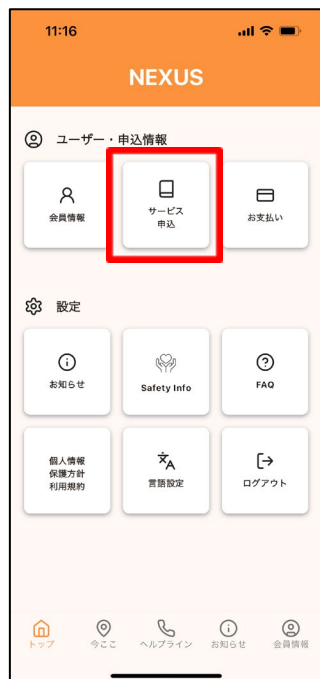 11:16
NEXUS
ユーザー・申込情報
会員情報
サービス
申込
お支払い
設定
お知らせ
Safety Info
FAQ
個人情報
保護方針
利用規約
言語設定
ログアウト
トップ
今ここ
ヘルプライン
お知らせ
会員情報